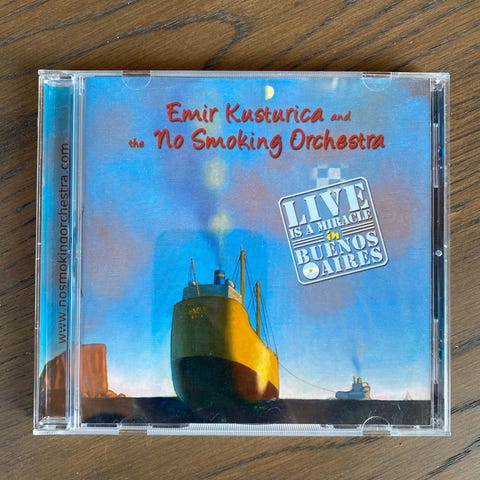 Emir Kusturica and
the No Smoking Orchestra
LIVE
IS A MIRACLE
in
BUENOS
AIRES
www.nosmokingorchestra.com